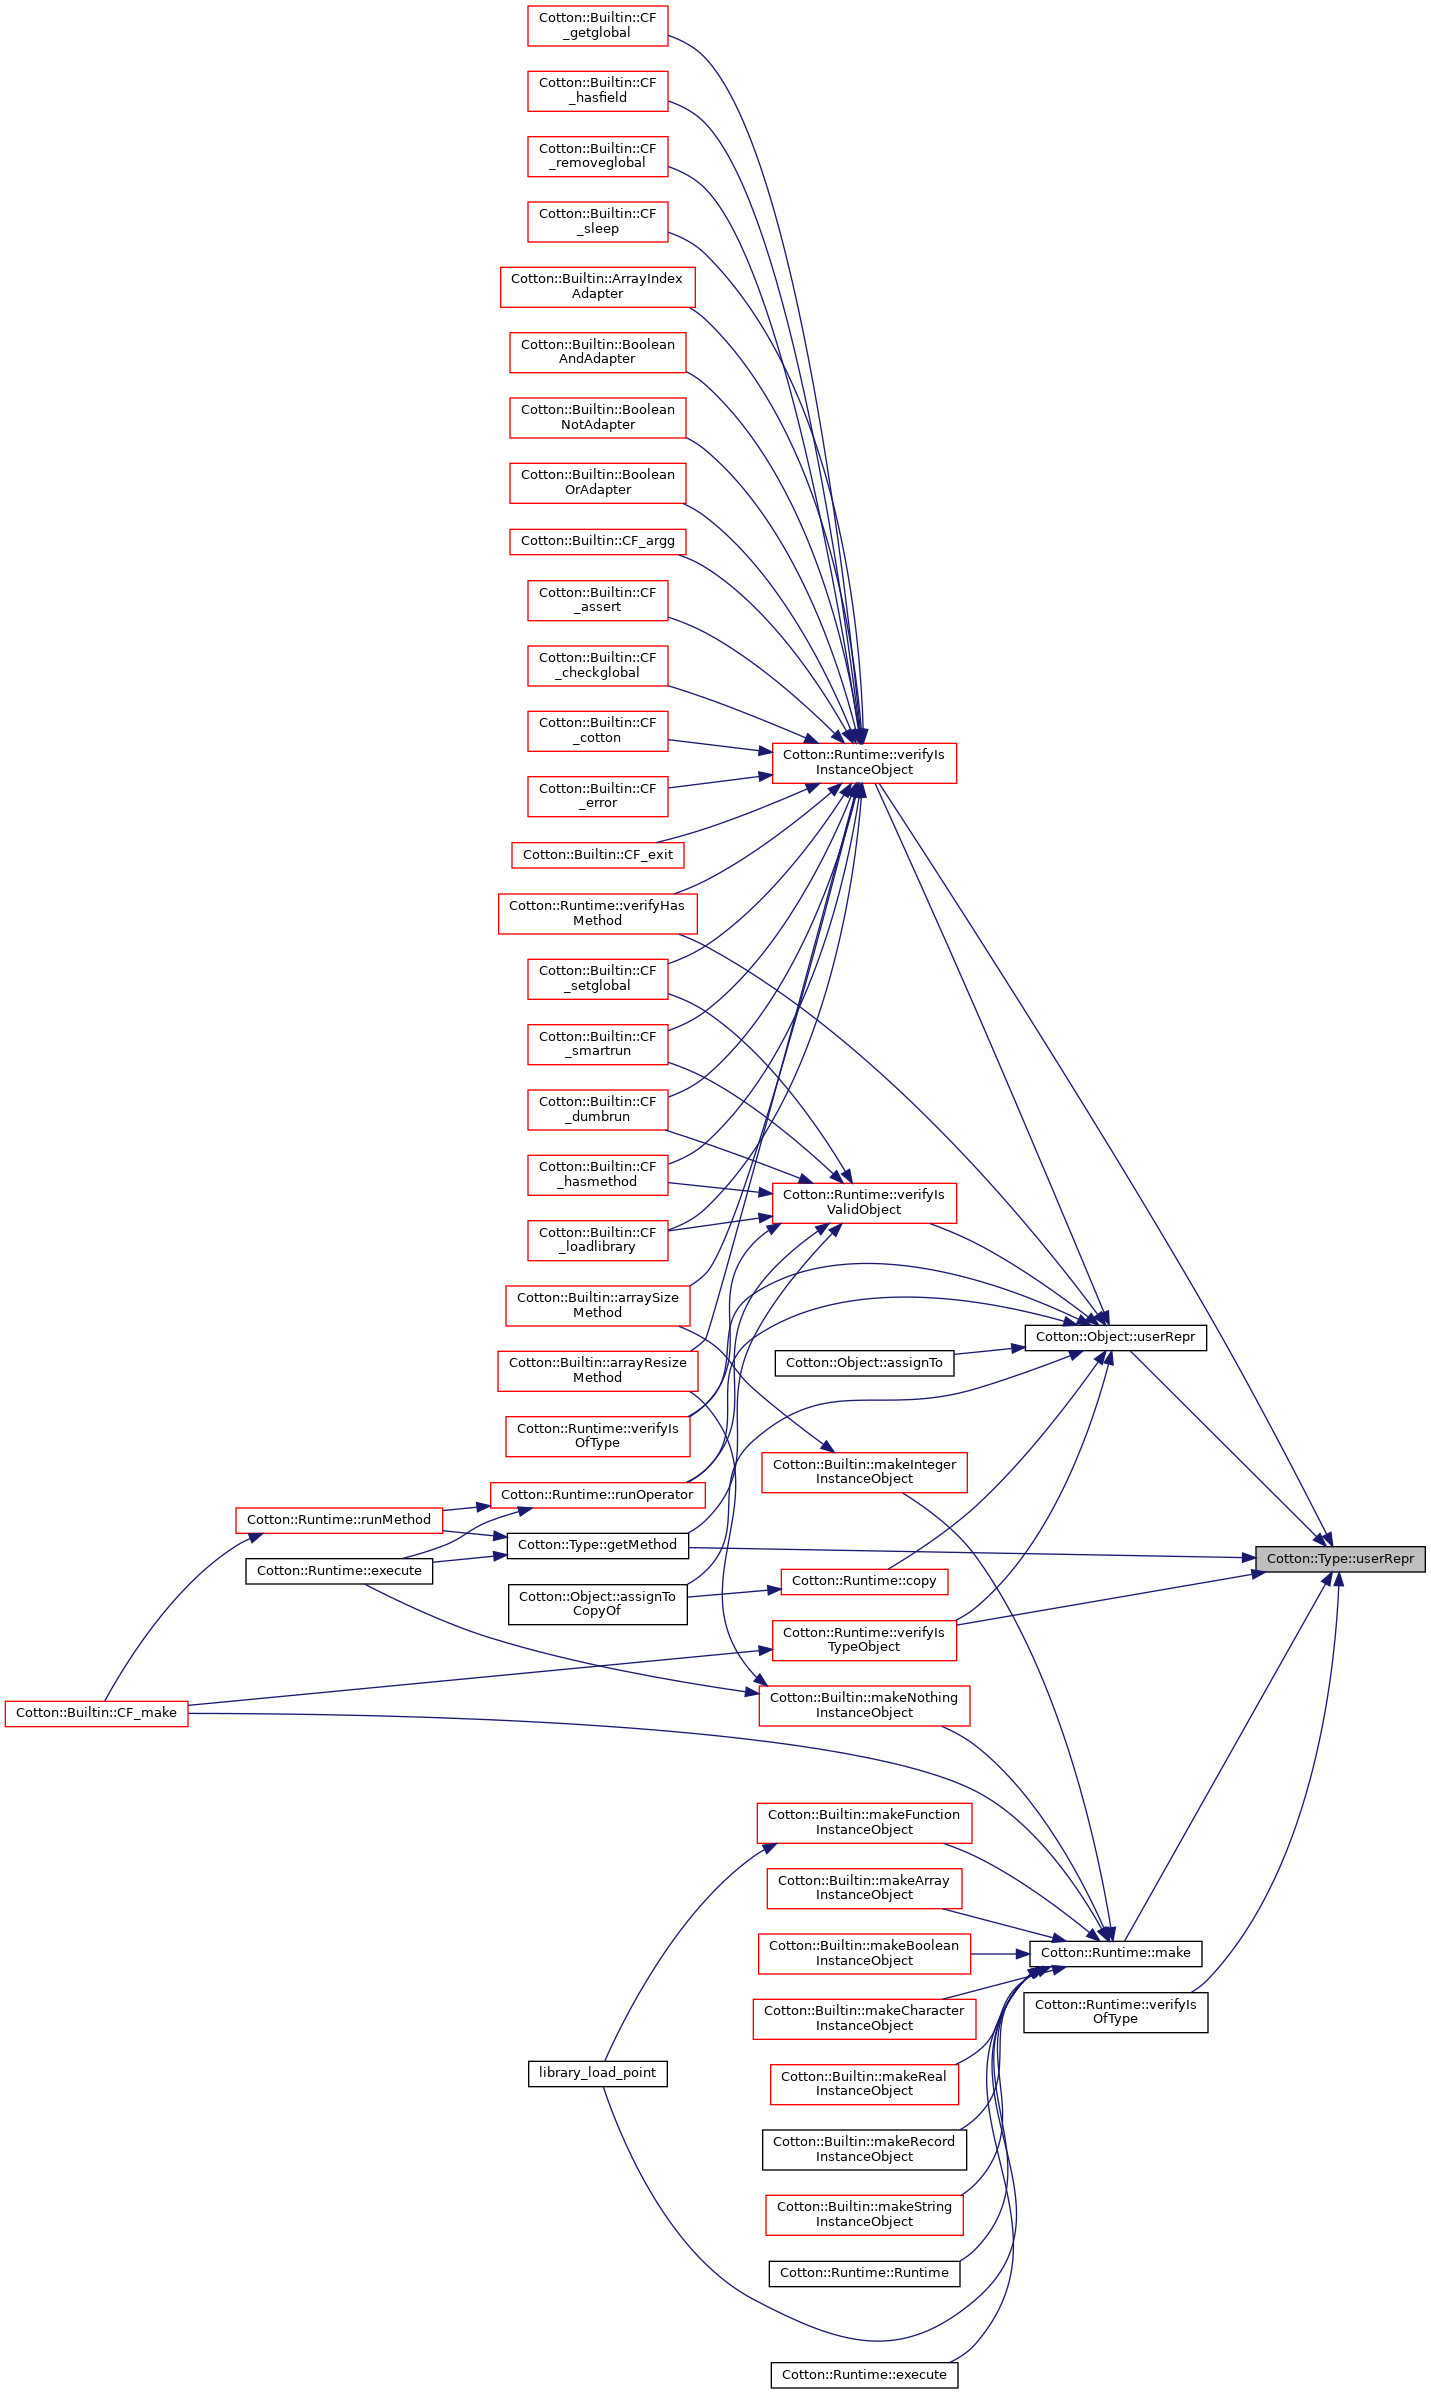 Cotton::Builtin::CF
_getglobal
Cotton::Builtin::CF
_hasfield
Cotton::Builtin::CF
_removeglobal
Cotton::Builtin::CF
_sleep
Cotton::Builtin::ArrayIndex
Adapter
Cotton::Builtin::Boolean
AndAdapter
Cotton::Builtin::Boolean
NotAdapter
Cotton::Builtin::Boolean
OrAdapter
Cotton::Builtin::CF_argg
Cotton::Builtin::CF
_assert
Cotton::Builtin::CF
_checkglobal
Cotton::Builtin::CF
_cotton
Cotton::Runtime::verifyIs
InstanceObject
Cotton::Builtin::CF
_error
Cotton::Builtin::CF_exit
Cotton::Runtime::verifyHas
Method
Cotton::Builtin::CF
_setglobal
Cotton::Builtin::CF
_smartrun
Cotton::Builtin::CF
_dumbrun
Cotton::Builtin::CF
_hasmethod
Cotton::Runtime::verifyIs
ValidObject
Cotton::Builtin::CF
_loadlibrary
Cotton::Builtin::arraySize
Method
Cotton::Object::userRepr
Cotton::Object::assignTo
Cotton::Builtin::arrayResize
Method
Cotton::Runtime::verifyIs
OfType
Cotton::Builtin::makeInteger
InstanceObject
Cotton::Runtime::runOperator
Cotton::Runtime::runMethod
Cotton::Type::getMethod
Cotton::Type::userRepr
Cotton::Runtime::execute
Cotton::Runtime::copy
Cotton::Object::assignTo
CopyOf
Cotton::Runtime::verifyIs
TypeObject
Cotton::Builtin::makeNothing
InstanceObject
Cotton::Builtin::CF_make
Cotton::Builtin::makeFunction
InstanceObject
Cotton::Builtin::makeArray
InstanceObject
Cotton::Builtin::makeBoolean
InstanceObject
Cotton::Runtime::make
Cotton::Builtin::makeCharacter
InstanceObject
Cotton::Runtime::verifyIs
OfType
library_load_point
Cotton::Builtin::makeReal
InstanceObject
Cotton::Builtin::makeRecord
InstanceObject
Cotton::Builtin::makeString
InstanceObject
Cotton::Runtime::Runtime
Cotton::Runtime::execute